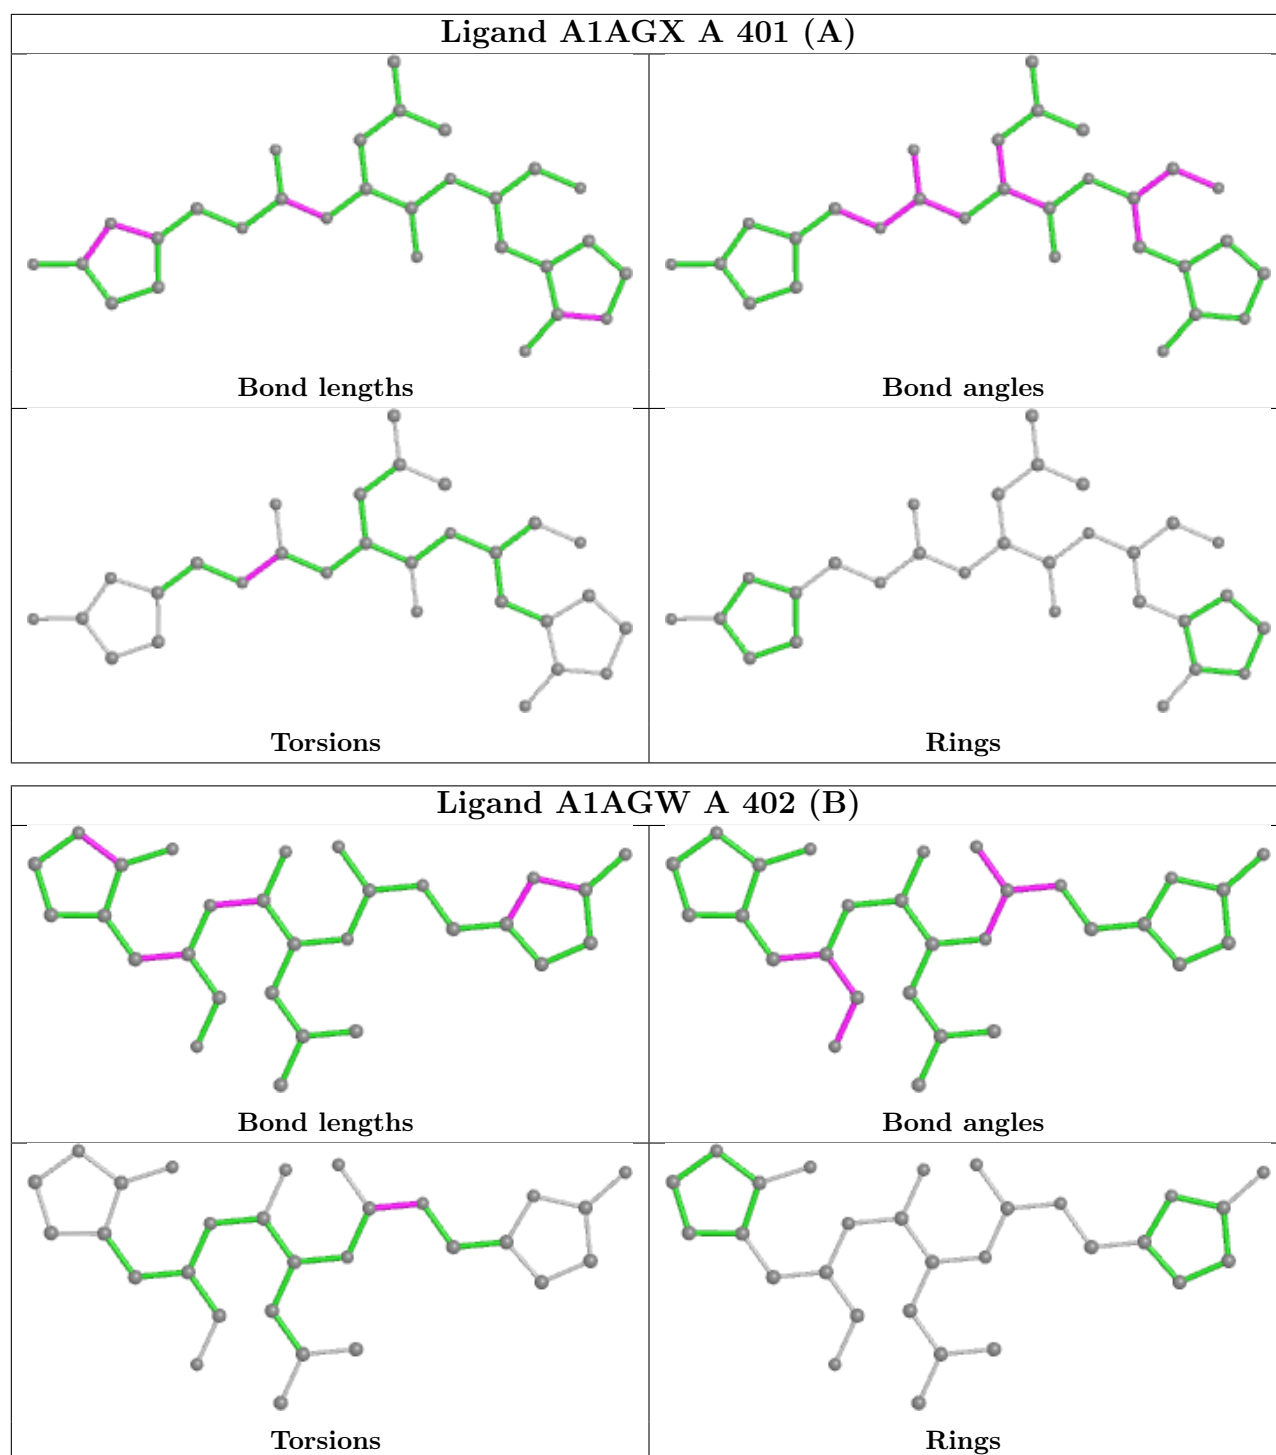 Ligand A1AGX A 401 (A)
Bond lengths
Bond angles
Torsions
Rings
Ligand A1AGW A 402 (B)
Bond lengths
Bond angles
Torsions
Rings